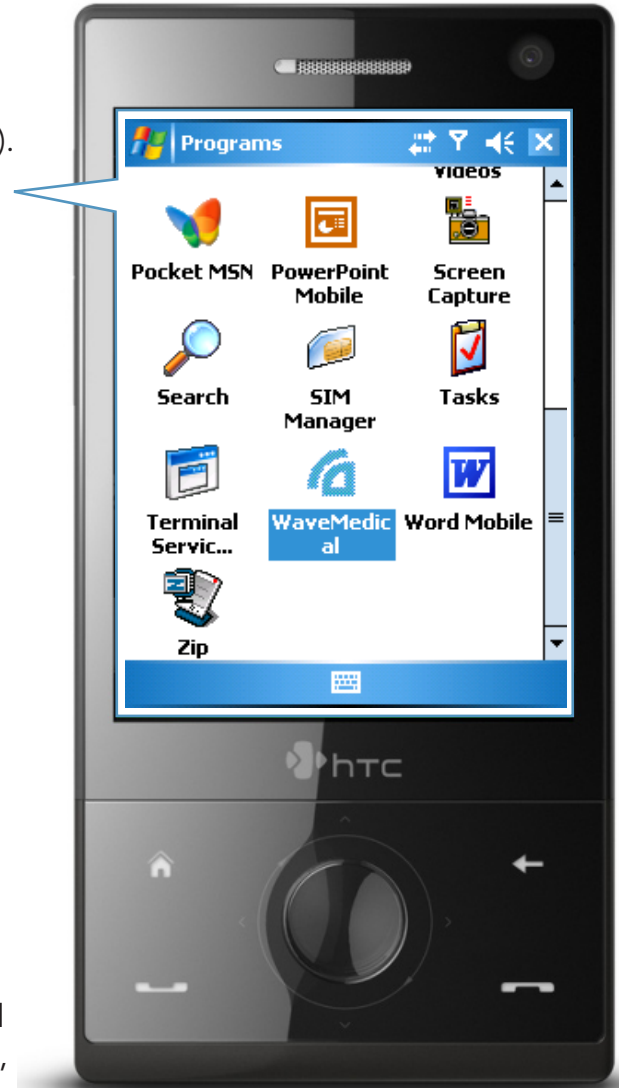 ).
Programs
Videos
Pocket MSN
PowerPoint
Mobile
Screen
Capture
Search
SIM
Manager
Tasks
Terminal
Servic...
WaveMedic
al
Word Mobile
Zip
hTC
,